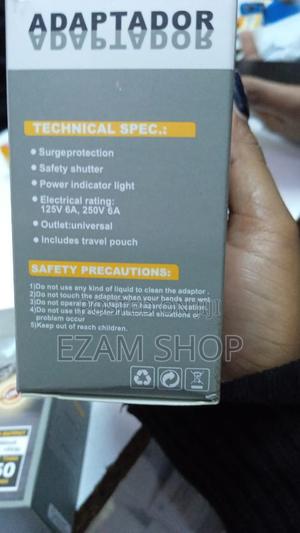 ADAPTADOR
TECHNICAL SPEC.:
Surgeprotection
Safety shutter
Power indicator light
Electrical rating:
125V 6A, 250V 6A
Outlet:universal
Includes travel pouch
SAFETY PRECAUTIONS:
1)Do not use any kind of liquid to clean the adaptor .
2)Do not touch the adaptor when your hands are wet
3)Do not operate this adaptor in hazardous location.
4)Do not use the adaptor if abnormal situations or
problem occur
5)Keep out of reach children.
EZAM SHOP